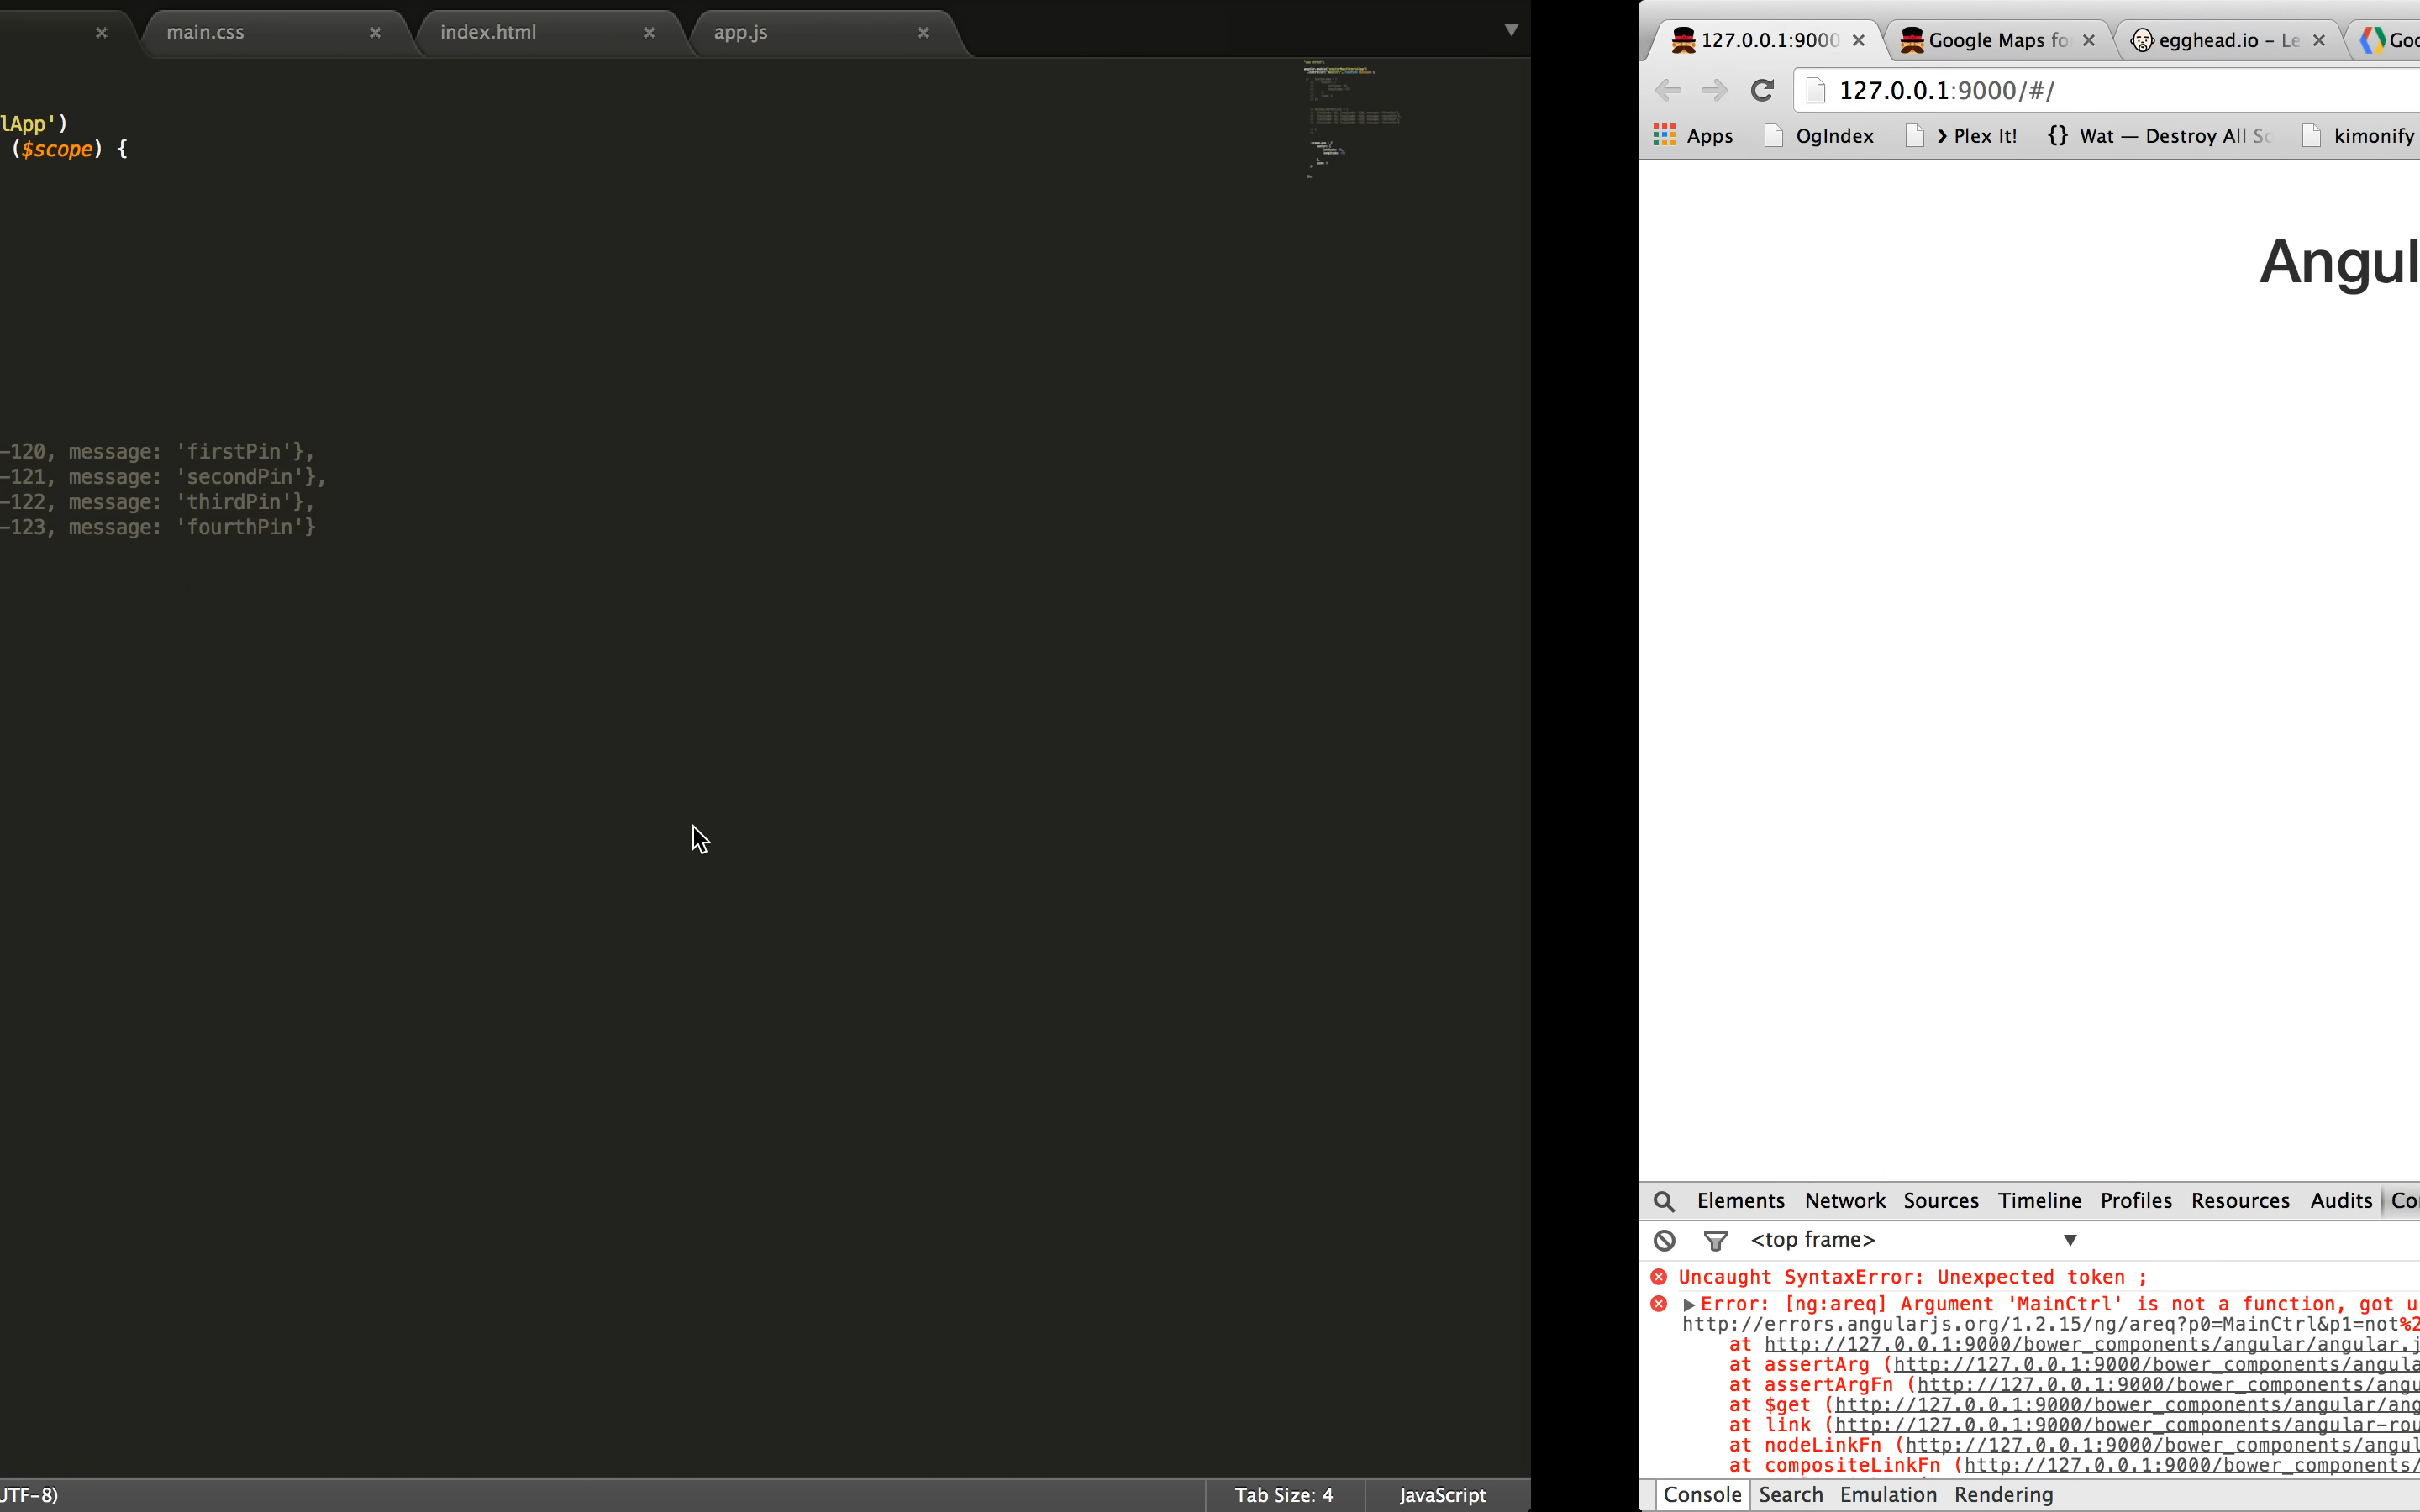 main.css
index.html
app.js
lApp')
($scope) {
-120, message: 'firstPin'},
-121, message: 'secondPin'},
-122, message: 'thirdPin'},
-123, message: 'fourthPin'}
UTF-8)
Tab Size: 4
JavaScript
127.0.0.1:9000
Google Maps fo
egghead.io - Le
Goo
127.0.0.1:9000/#/
Apps
OgIndex
❯ Plex It!
{} Wat — Destroy All So
kimonify
Angul
Elements Network Sources Timeline Profiles Resources Audits Co
<top frame>
Uncaught SyntaxError: Unexpected token ;
Error: [ng:areq] Argument 'MainCtrl' is not a function, got u
http://errors.angularjs.org/1.2.15/ng/areq?p0=MainCtrl&p1=not%2
at http://127.0.0.1:9000/bower_components/angular/angular.j
at assertArg (http://127.0.0.1:9000/bower_components/angula
at assertArgFn (http://127.0.0.1:9000/bower_components/angu
at $get (http://127.0.0.1:9000/bower_components/angular/ang
at link (http://127.0.0.1:9000/bower_components/angular-rou
at nodeLinkFn (http://127.0.0.1:9000/bower_components/angul
at compositeLinkFn (http://127.0.0.1:9000/bower_components/
Console Search Emulation Rendering